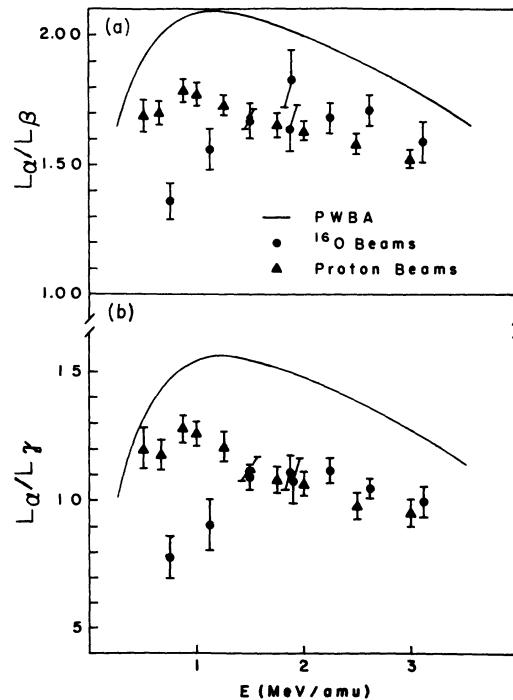 (a)
2.00
1.50
1.00
Lα/Lβ
— PWBA
● ¹⁶O Beams
▲ Proton Beams
(b)
15
10
5
Lα/Lγ
1
2
3
E (MeV/amu)